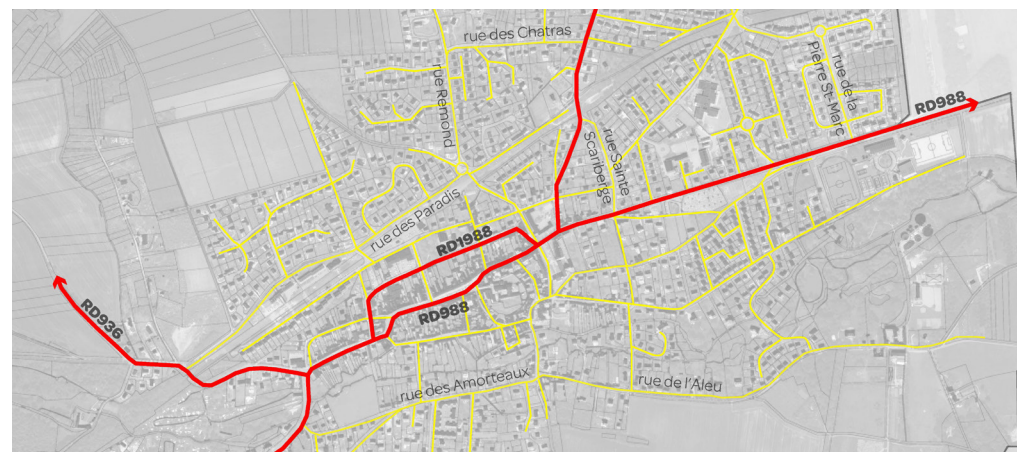 rue des Chatras
rue Remond
rue de la
Pierre St-Marc
RD988
rue Sainte
Scariberge
rue des Paradis
RD1988
RD988
RD936
rue des Amorteaux
rue de l'Aleu